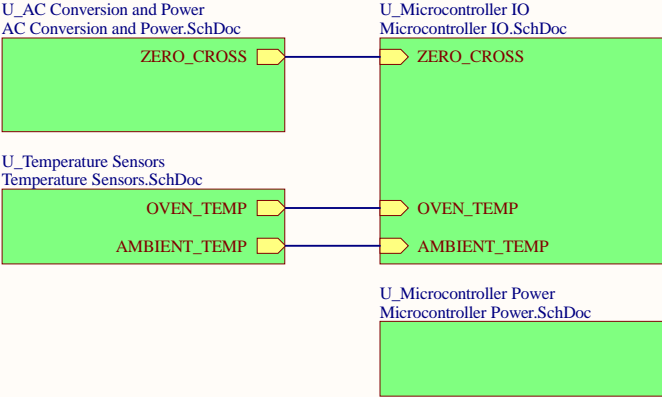 U_AC Conversion and Power
AC Conversion and Power.SchDoc
ZERO_CROSS
U_Temperature Sensors
Temperature Sensors.SchDoc
OVEN_TEMP
AMBIENT_TEMP
U_Microcontroller IO
Microcontroller IO.SchDoc
ZERO_CROSS
OVEN_TEMP
AMBIENT_TEMP
U_Microcontroller Power
Microcontroller Power.SchDoc